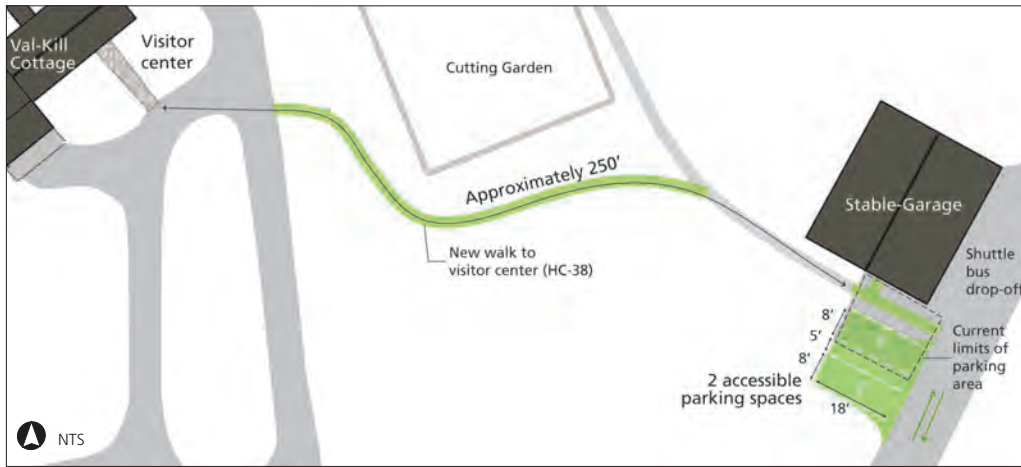 Val-Kill
Cottage
Visitor
center
Cutting Garden
Approximately 250'
New walk to
visitor center (HC-38)
Stable-Garage
Shuttle
bus
drop-off
8'
5'
8'
Current
limits of
parking
area
2 accessible
parking spaces
18'
NTS